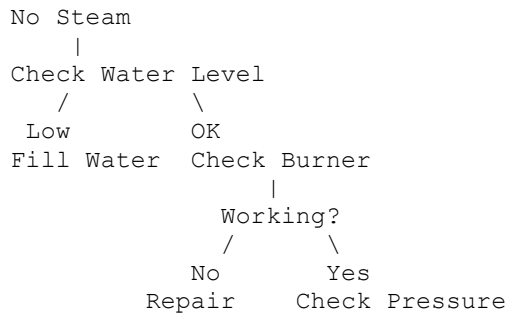 No Steam
|
Check Water Level
/ \
Low OK
Fill Water Check Burner
|
Working?
/ \
No Yes
Repair Check Pressure